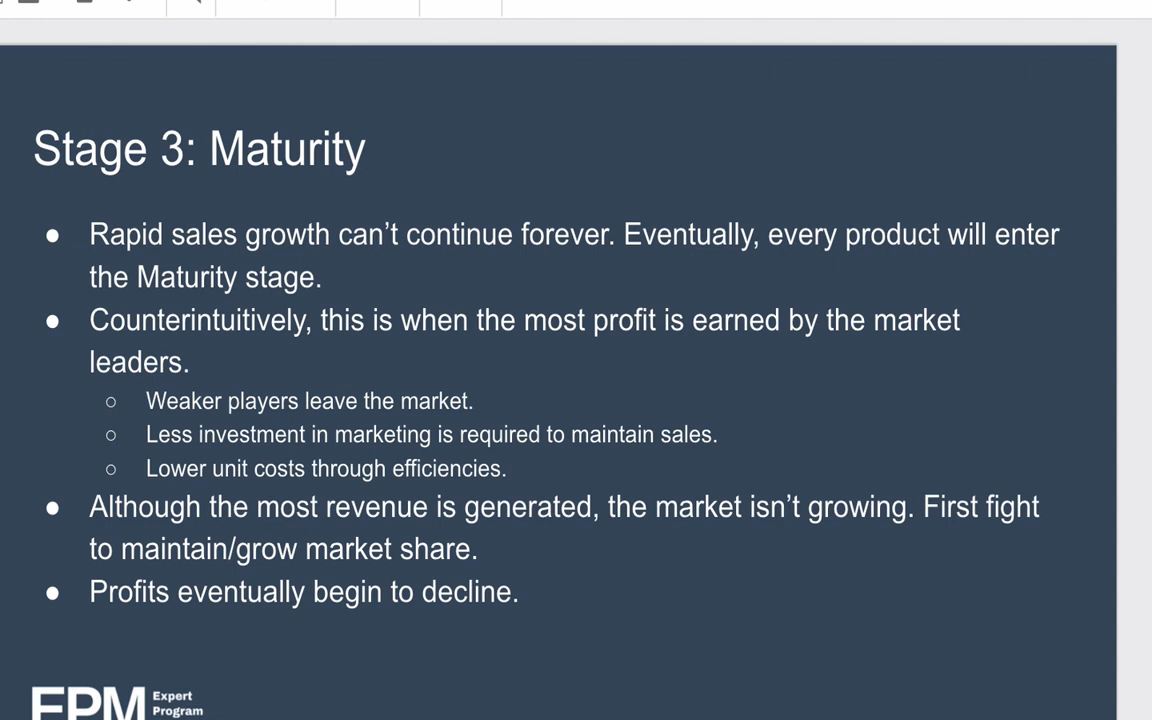 Stage 3: Maturity
● Rapid sales growth can’t continue forever. Eventually, every product will enter
the Maturity stage.
● Counterintuitively, this is when the most profit is earned by the market
leaders.
○ Weaker players leave the market.
○ Less investment in marketing is required to maintain sales.
○ Lower unit costs through efficiencies.
● Although the most revenue is generated, the market isn’t growing. First fight
to maintain/grow market share.
● Profits eventually begin to decline.
EPM Expert
Program